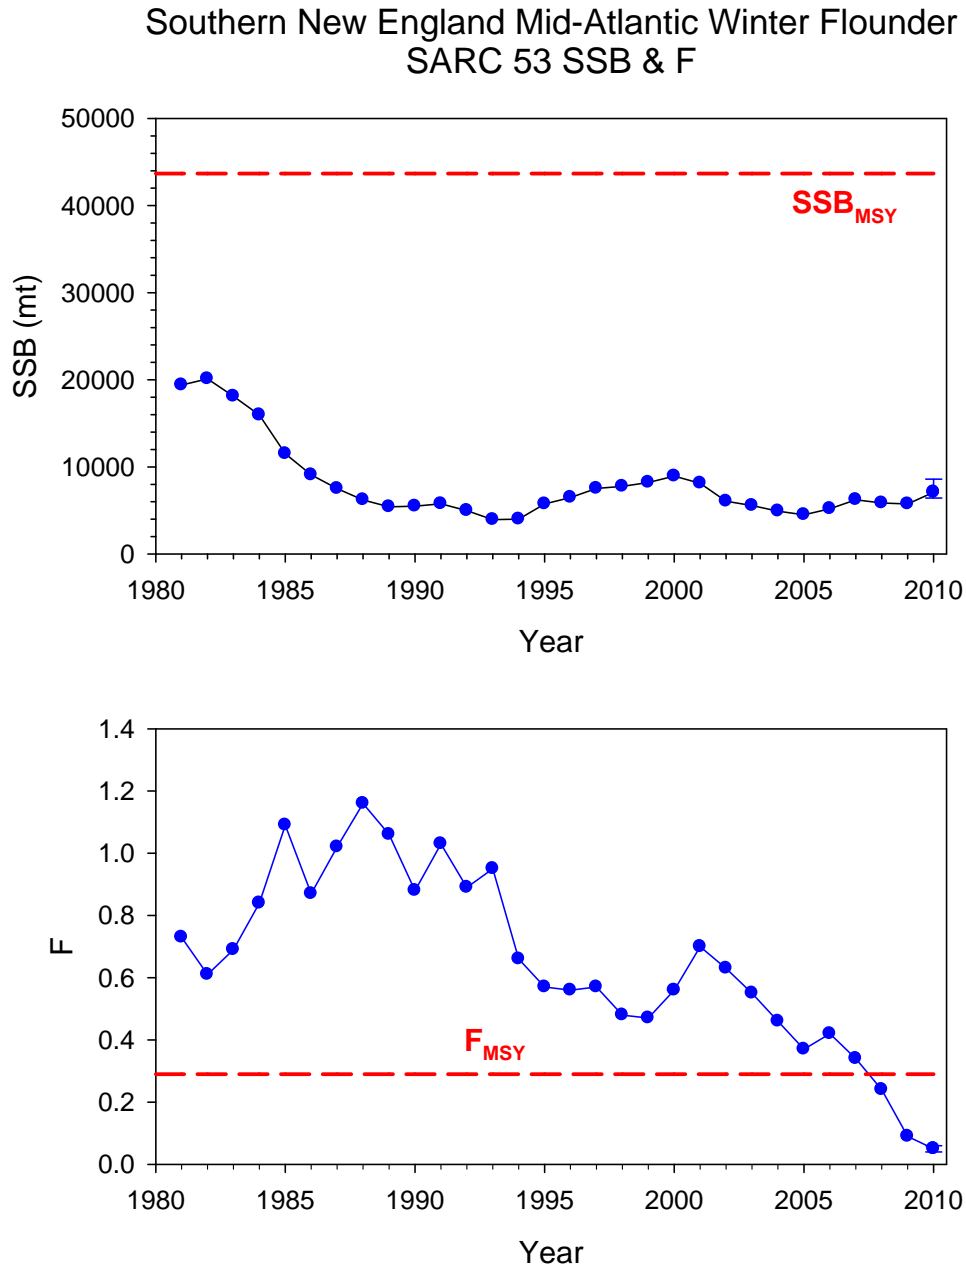 Southern New England Mid-Atlantic Winter Flounder
SARC 53 SSB & F
50000
40000
30000
20000
10000
0
SSB (mt)
SSB_MSY
1980 1985 1990 1995 2000 2005 2010
Year
1.4
1.2
1.0
0.8
0.6
0.4
0.2
0.0
F
F_MSY
1980 1985 1990 1995 2000 2005 2010
Year